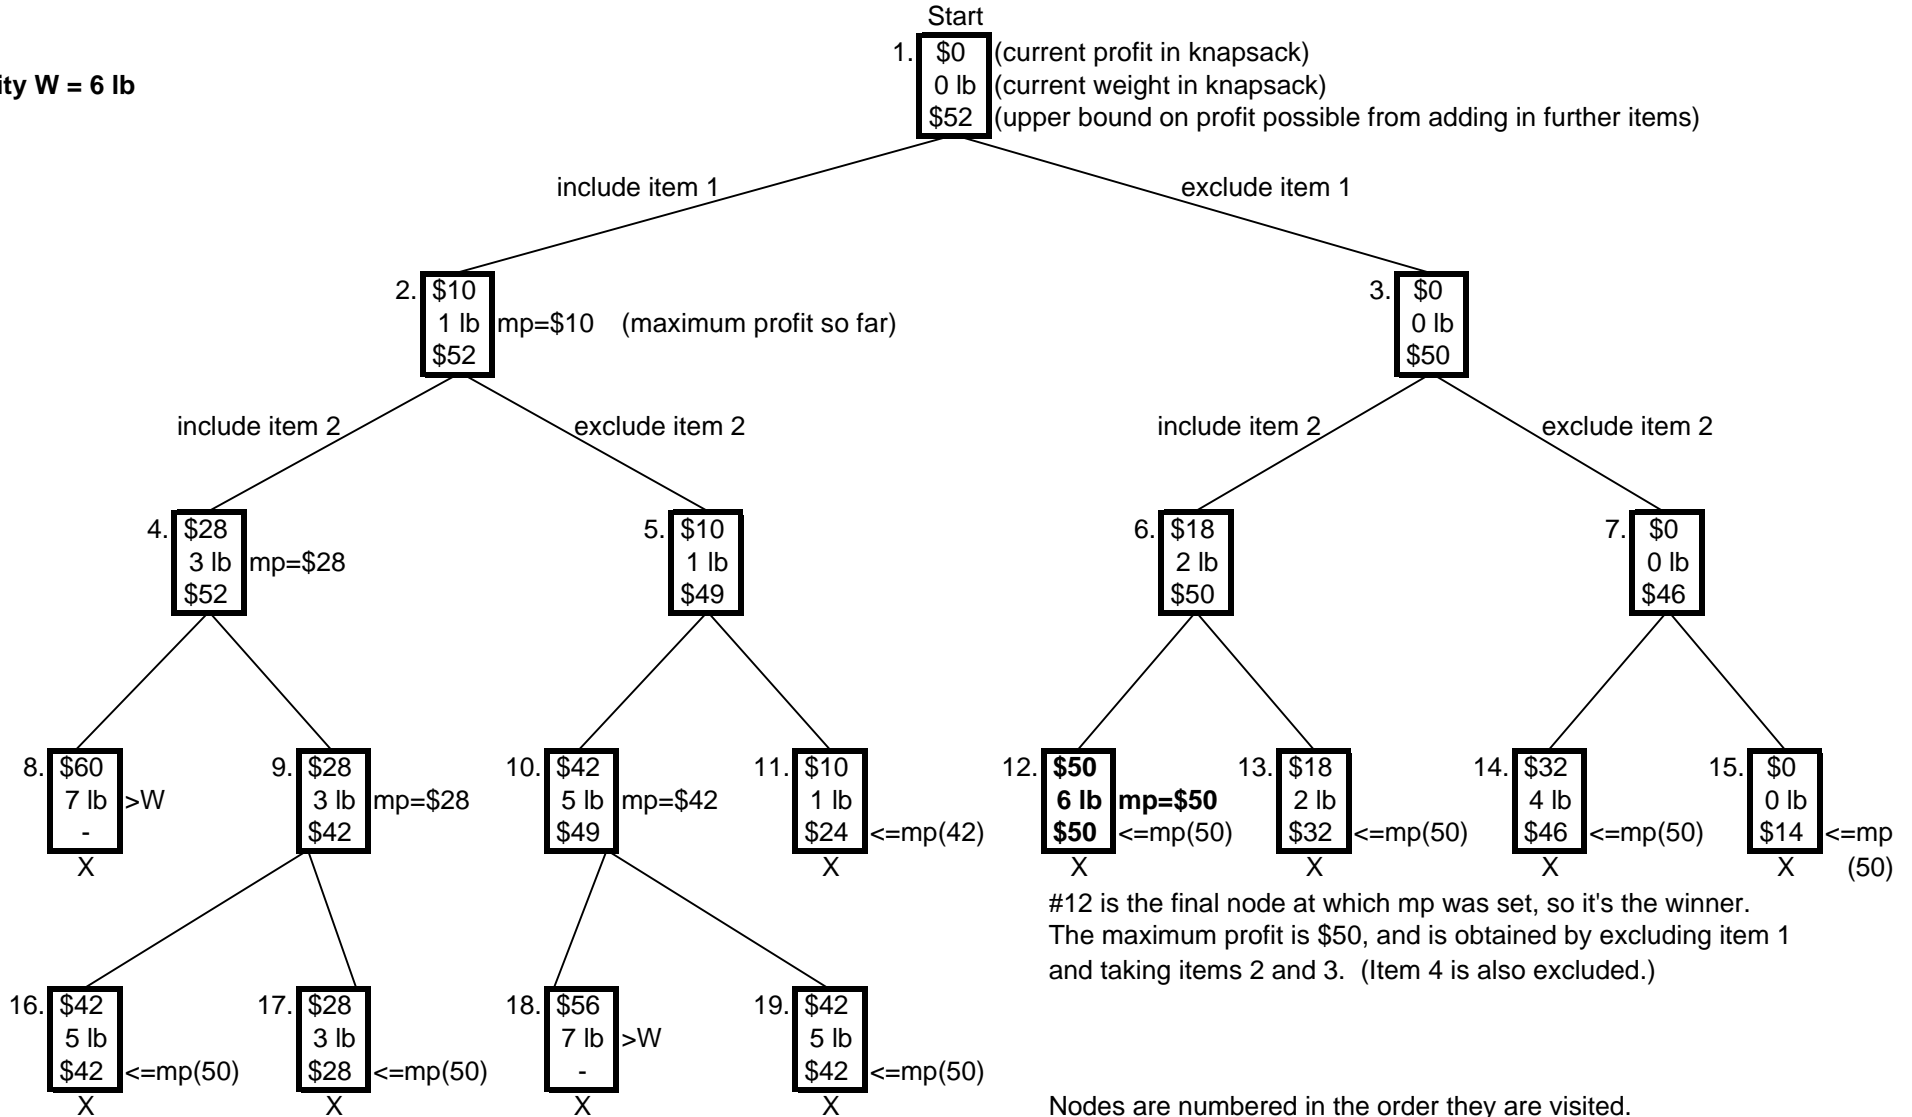 Start
1. $0 (current profit in knapsack)
ity W = 6 lb 0 lb (current weight in knapsack)
$52 (upper bound on profit possible from adding in further items)
include item 1 exclude item 1
2. $10 3. $0
1 lb mp=$10 (maximum profit so far) 0 lb
$52 $50
include item 2 exclude item 2 include item 2 exclude item 2
4. $28 5. $10 6. $18 7. $0
3 lb mp=$28 1 lb 2 lb 0 lb
$52 $49 $50 $46
8. $60 9. $28 10. $42 11. $10 12. $50 13. $18 14. $32 15. $0
7 lb >W 3 lb mp=$28 5 lb mp=$42 1 lb 6 lb mp=$50 2 lb 4 lb 0 lb
- $42 $49 $24 <=mp(42) $50 <=mp(50) $32 <=mp(50) $46 <=mp(50) $14 <=mp
X X X X X X (50)
#12 is the final node at which mp was set, so it's the winner.
The maximum profit is $50, and is obtained by excluding item 1
and taking items 2 and 3. (Item 4 is also excluded.)
16. $42 17. $28 18. $56 19. $42
5 lb 3 lb 7 lb >W 5 lb
$42 <=mp(50) $28 <=mp(50) - $42 <=mp(50)
X X X X Nodes are numbered in the order they are visited.